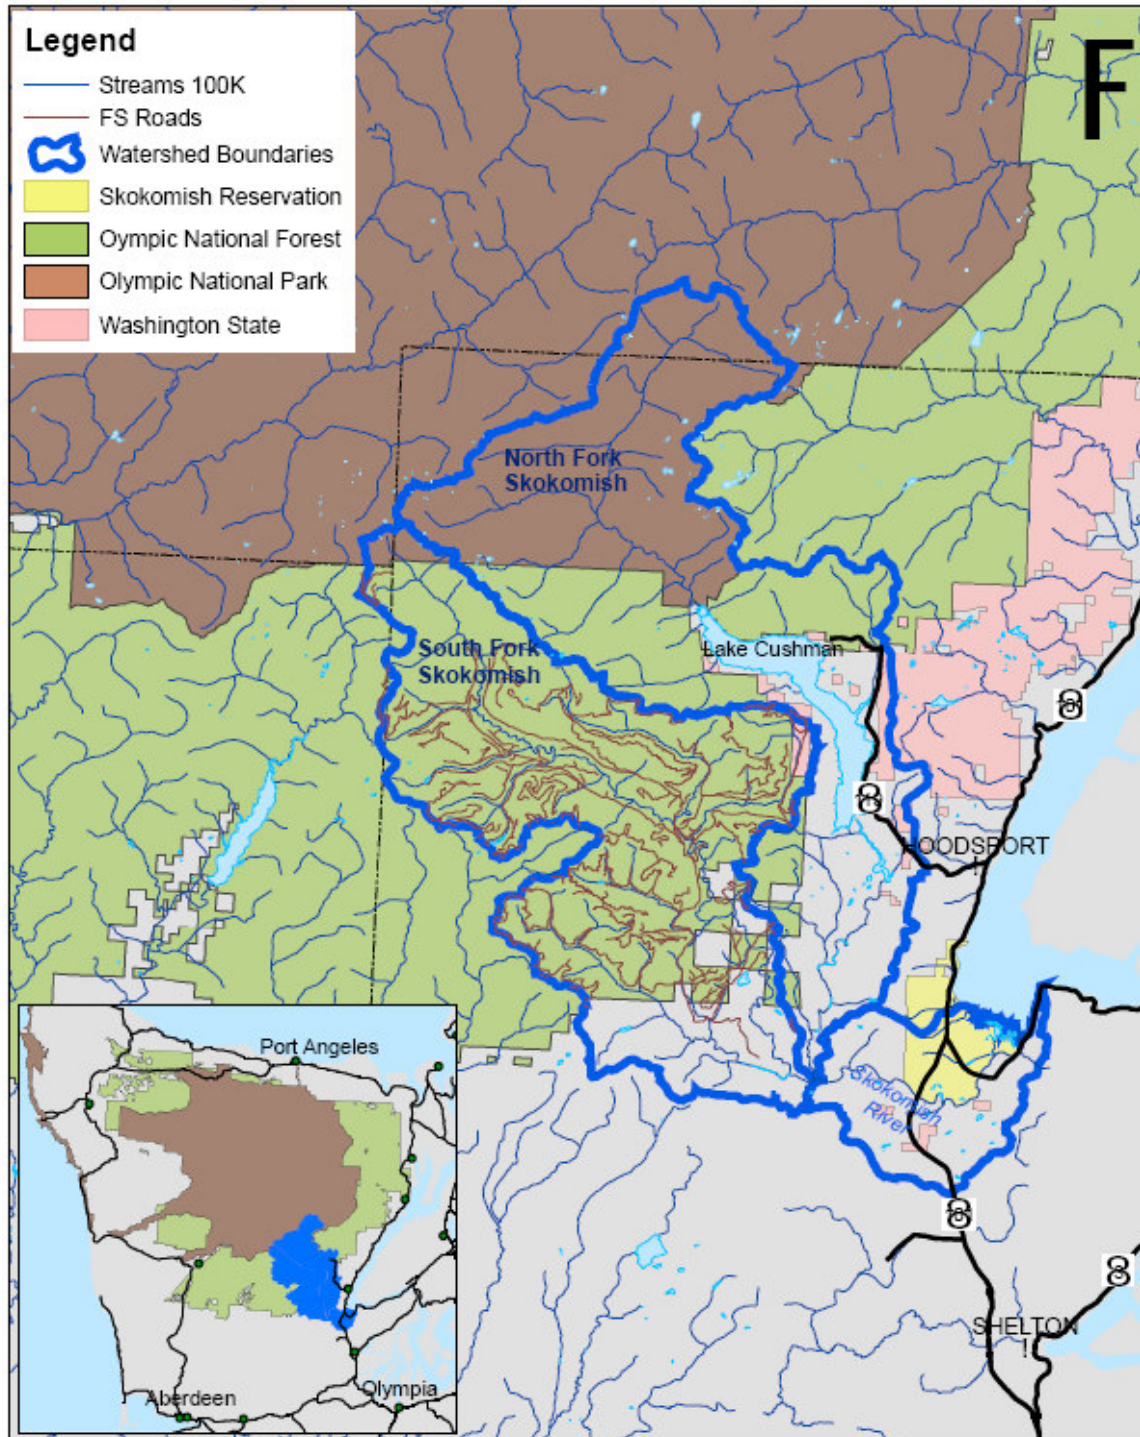 Legend
Streams 100K
FS Roads
Watershed Boundaries
Skokomish Reservation
Oympic National Forest
Olympic National Park
Washington State
F
North Fork
Skokomish
South Fork
Skokomish
Lake Cushman
HOODSPORT
Skokomish
River
SHELTON
Port Angeles
Aberdeen
Olympia